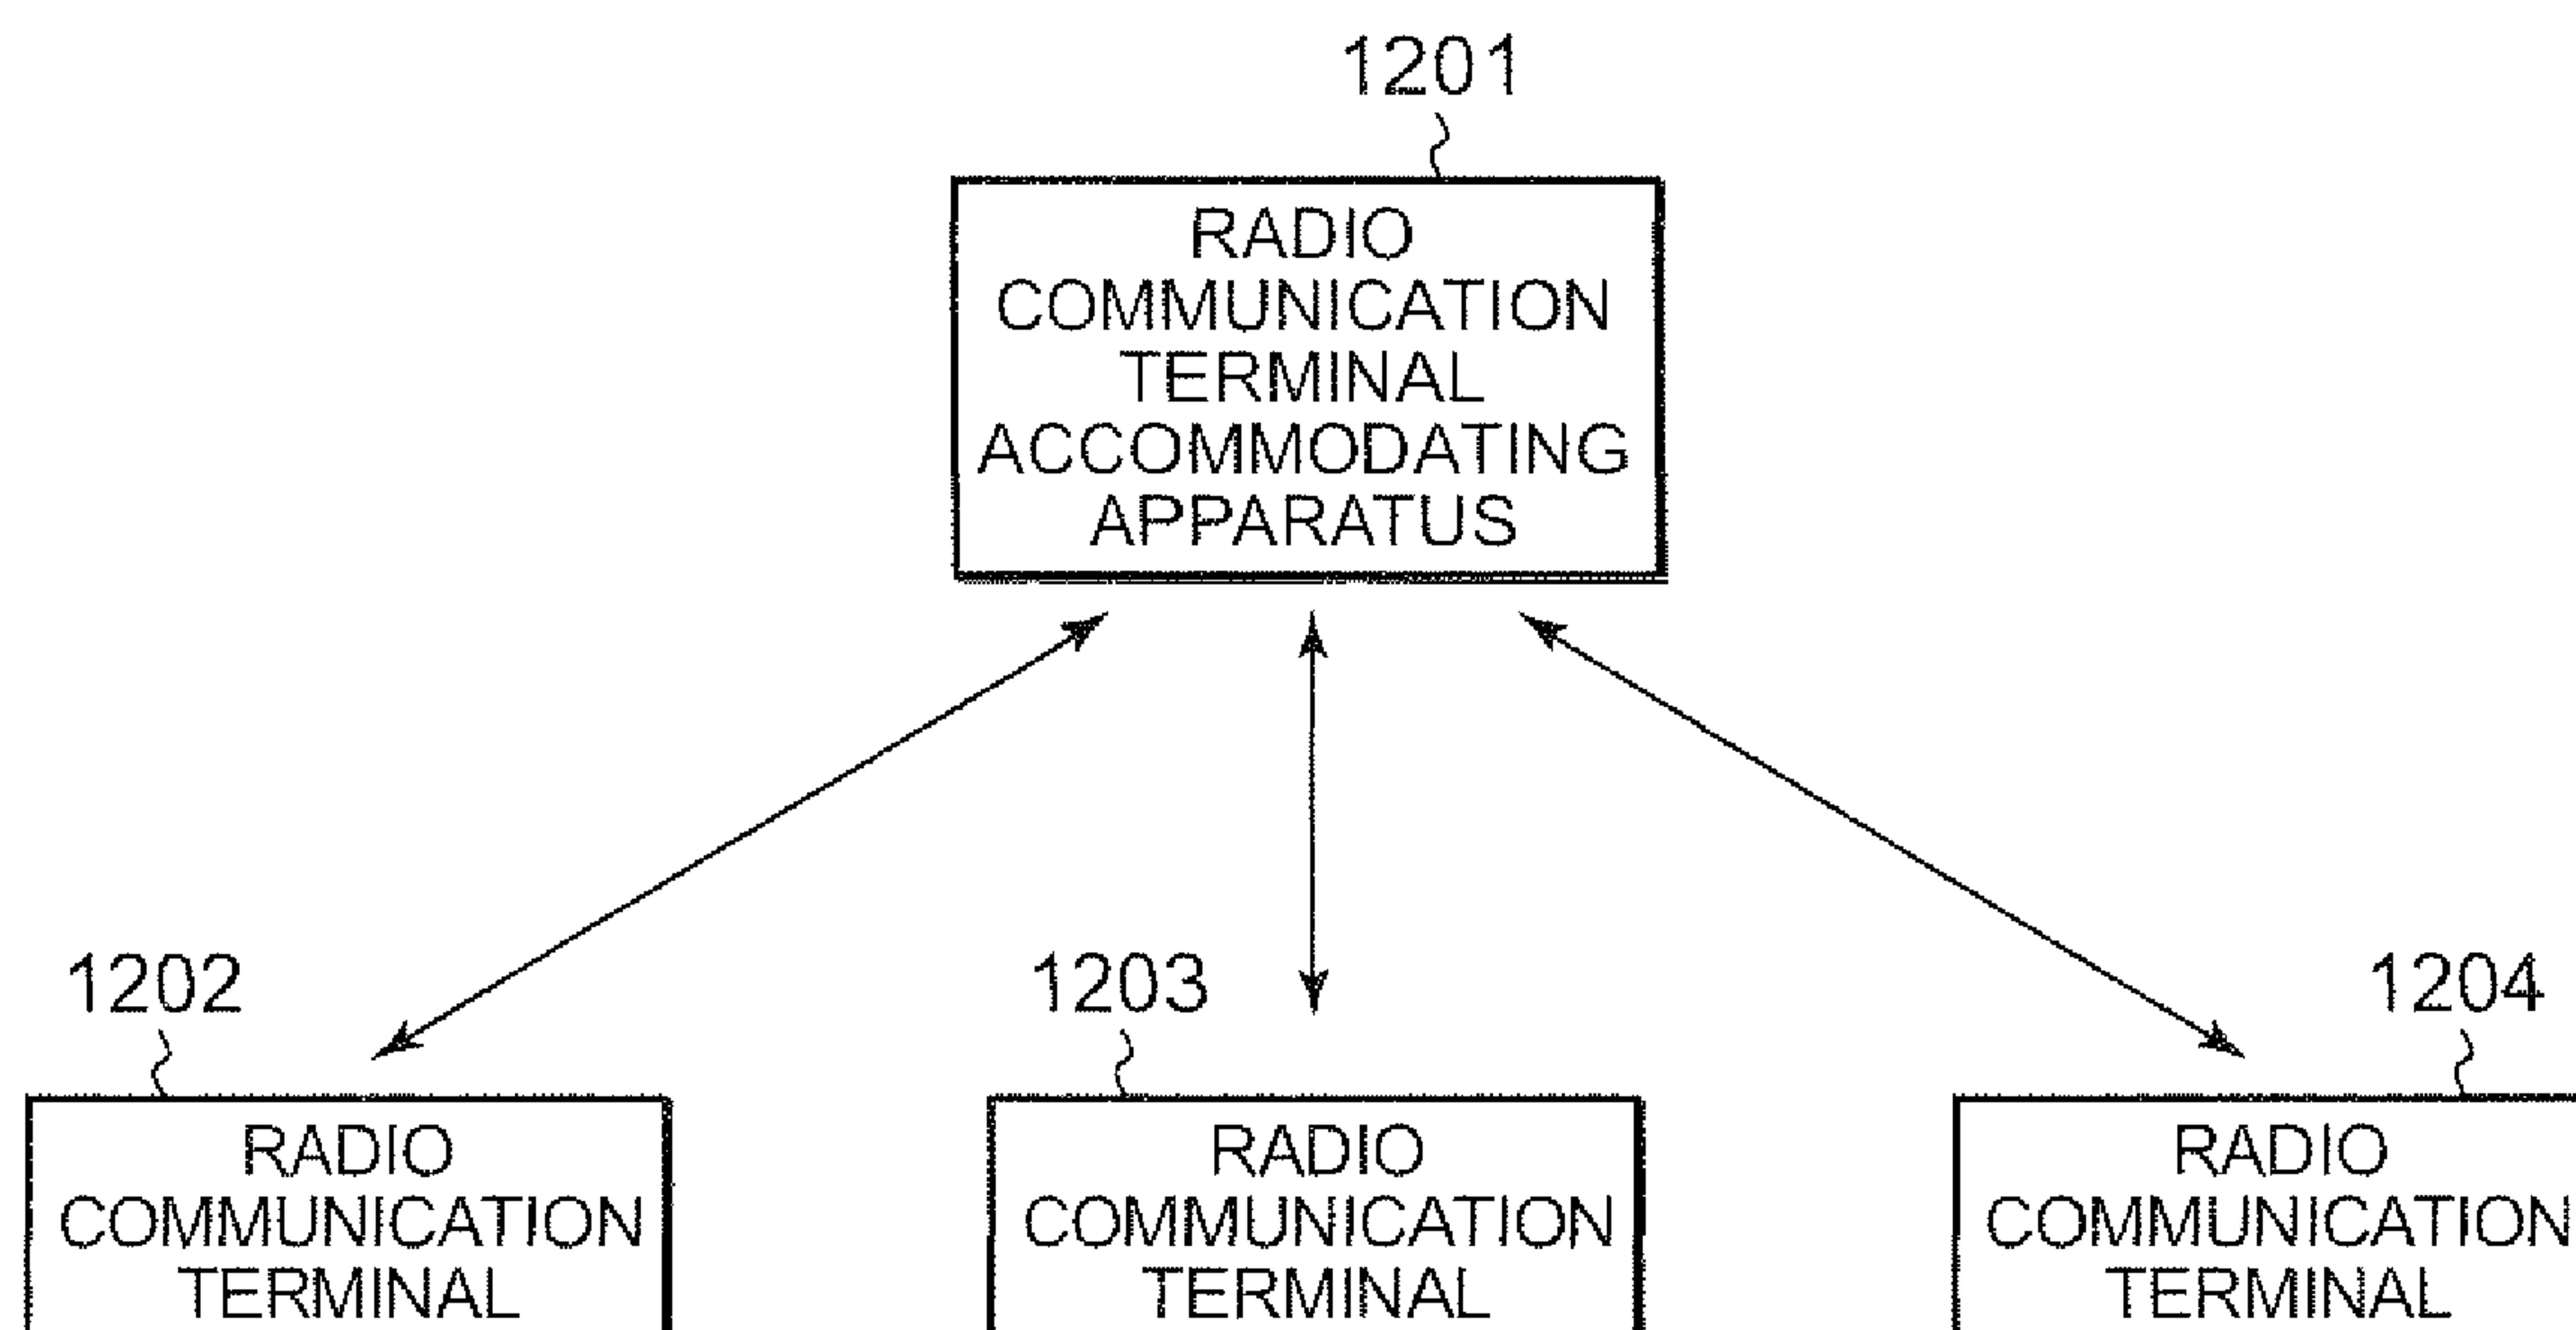 1201
RADIO
COMMUNICATION
TERMINAL
ACCOMMODATING
APPARATUS
1202
RADIO
COMMUNICATION
TERMINAL
1203
RADIO
COMMUNICATION
TERMINAL
1204
RADIO
COMMUNICATION
TERMINAL